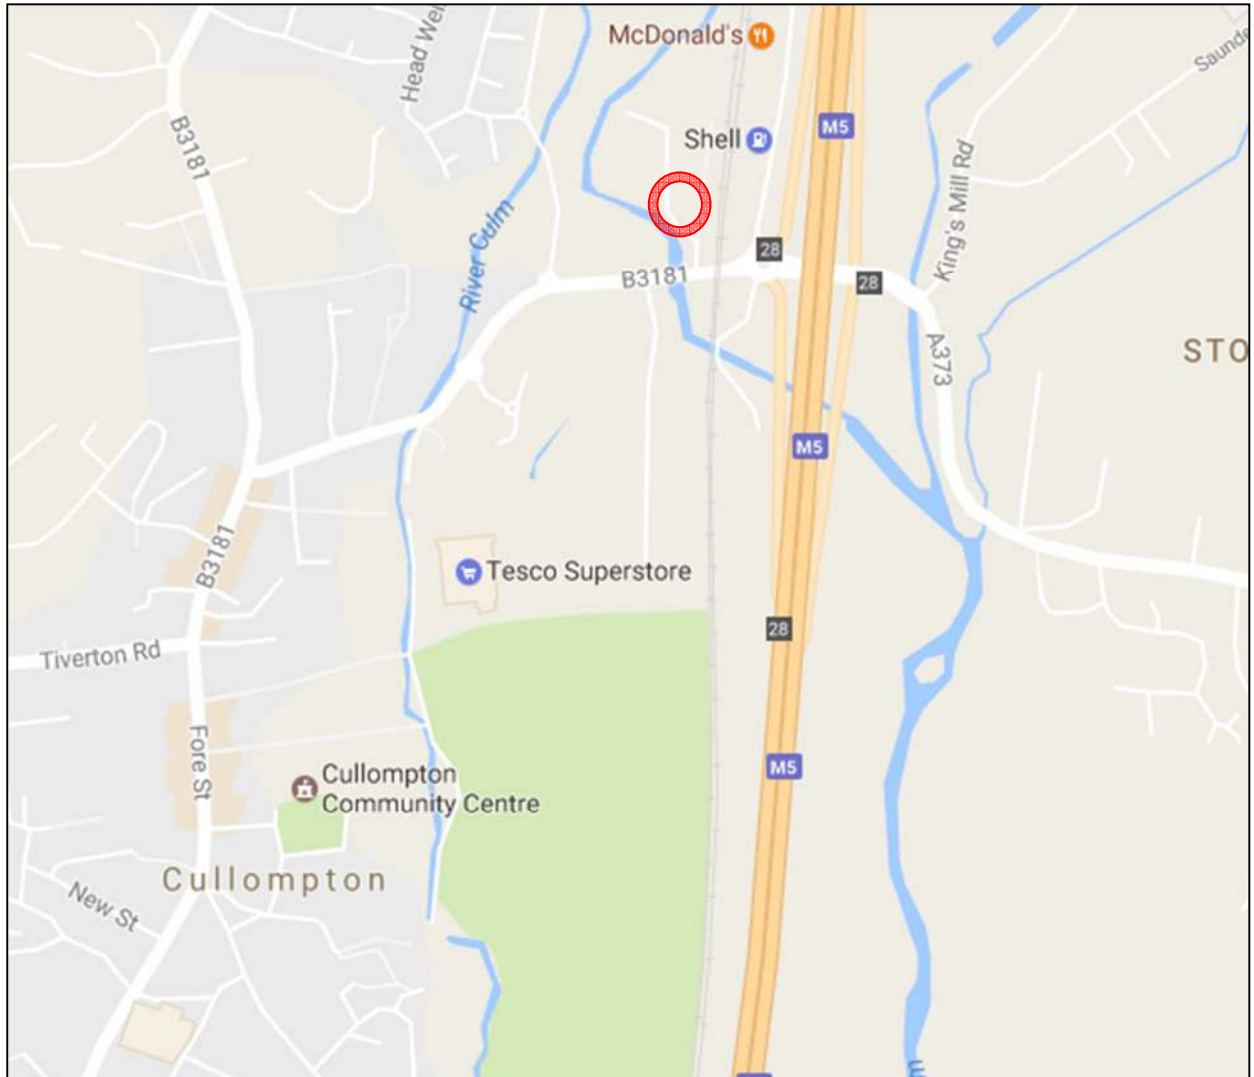 McDonald's
Head Wei
Saunde
B3181
M5
Shell
King's Mill Rd
River Culm
28
B3181
28
A373
STO
M5
B3181
Tesco Superstore
28
Tiverton Rd
Fore St
M5
Cullompton
Community Centre
Cullompton
New St
m